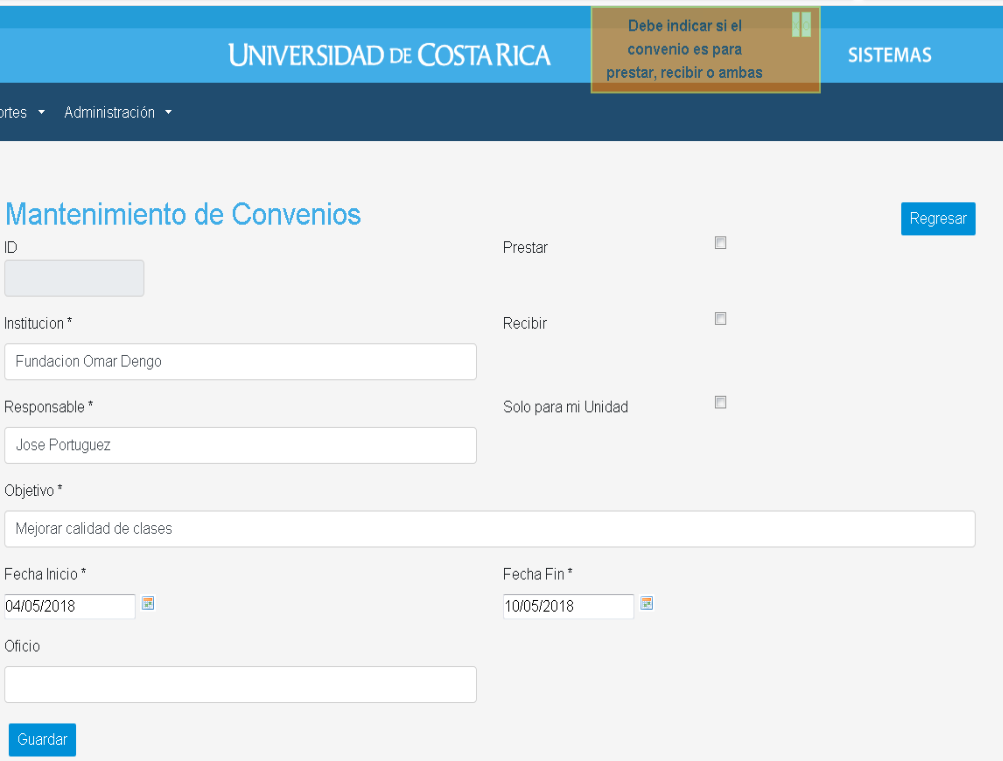 Debe indicar si el
convenio es para
prestar, recibir o ambas
UNIVERSIDAD DE COSTA RICA
SISTEMAS
Administración
Mantenimiento de Convenios
Regresar
ID
Prestar
Institucion *
Recibir
Fundacion Omar Dengo
Responsable *
Solo para mi Unidad
Jose Portuguez
Objetivo *
Mejorar calidad de clases
Fecha Inicio *
Fecha Fin *
04/05/2018
10/05/2018
Oficio
Guardar